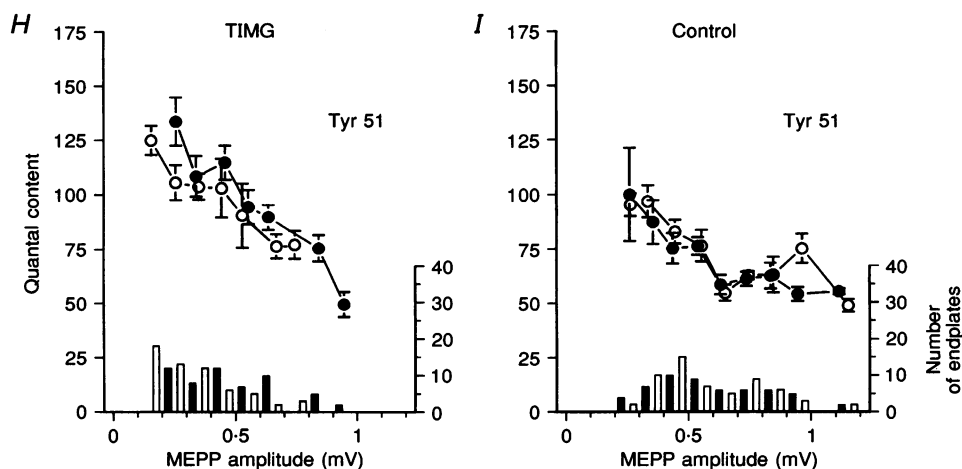 H TIMG
175
150
125
100
75
50
25
0
Quantal content
Tyr 51
40
30
20
10
0
0 0·5 1
MEPP amplitude (mV)
I Control
175
150
125
100
75
50
25
0
Tyr 51
40
30
20
10
0
Number
of endplates
0 0·5 1
MEPP amplitude (mV)